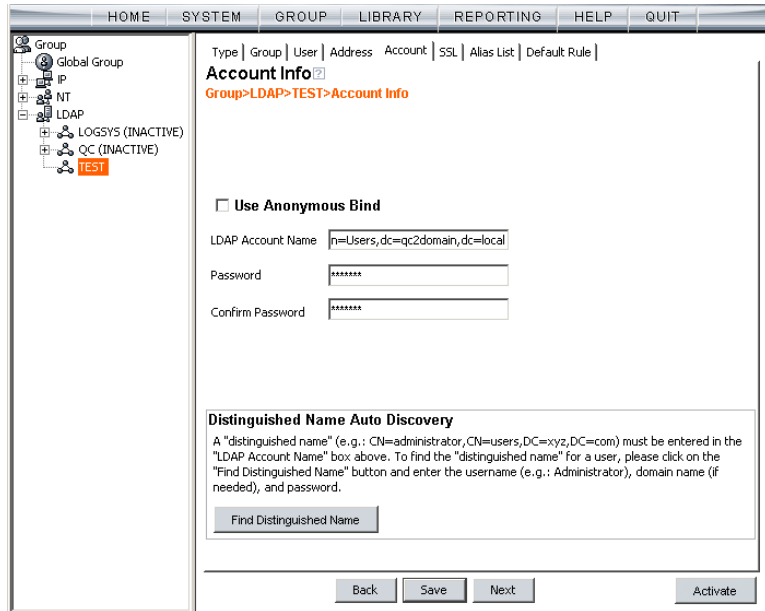 HOME SYSTEM GROUP LIBRARY REPORTING HELP QUIT
Group
Global Group
IP
NT
LDAP
LOGSYS (INACTIVE)
QC (INACTIVE)
TEST
Type | Group | User | Address Account | SSL | Alias List | Default Rule |
Account Info ?
Group>LDAP>TEST>Account Info
Use Anonymous Bind
LDAP Account Name n=Users,dc=qc2domain,dc=local
Password *******
Confirm Password *******
Distinguished Name Auto Discovery
A "distinguished name" (e.g.: CN=administrator,CN=users,DC=xyz,DC=com) must be entered in the
"LDAP Account Name" box above. To find the "distinguished name" for a user, please click on the
"Find Distinguished Name" button and enter the username (e.g.: Administrator), domain name (if
needed), and password.
Find Distinguished Name
Back Save Next Activate